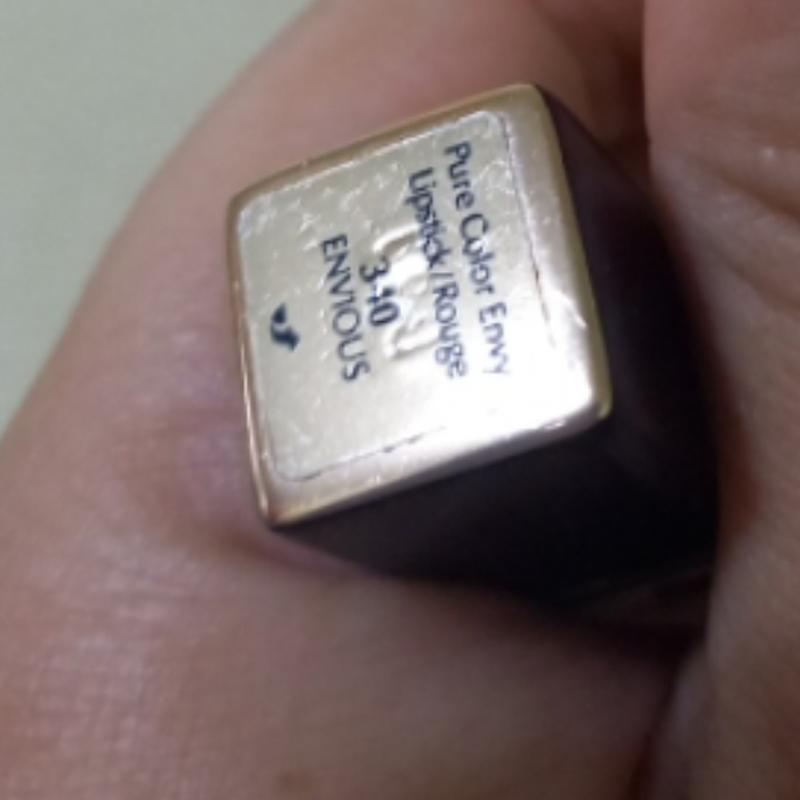 Pure Color Envy
Lipstick/Rouge
340
ENVIOUS